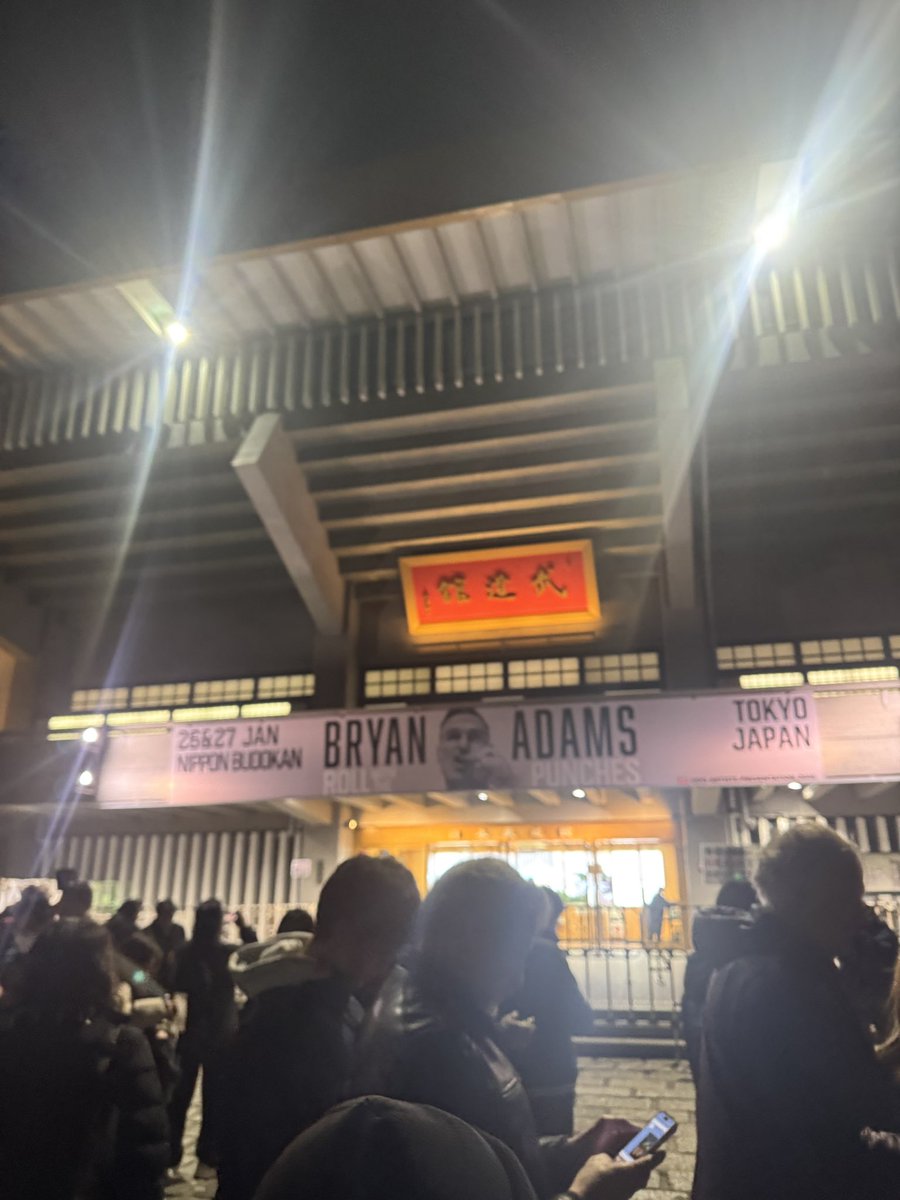 武道館
26&27 JAN
NIPPON BUDOKAN
BRYAN ADAMS
ROLL PUNCHES
TOKYO
JAPAN